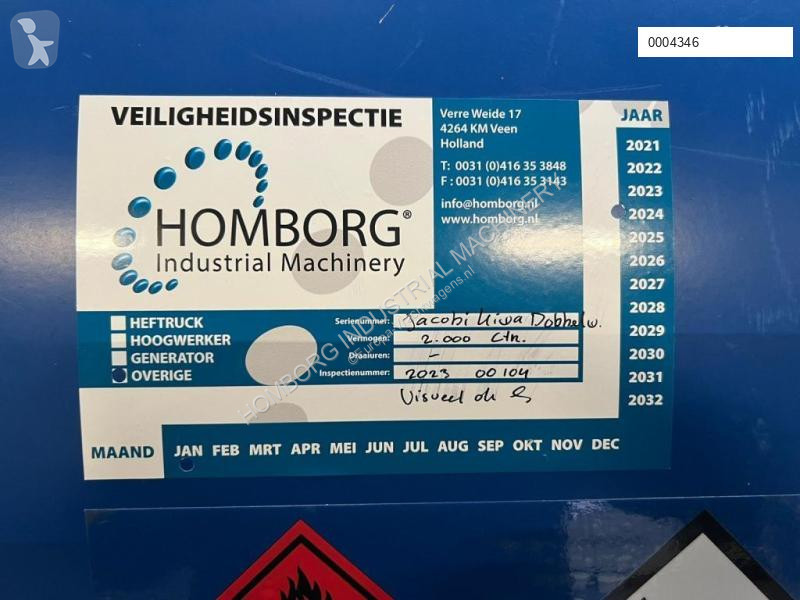 0004346
VEILIGHEIDSINSPECTIE
HOMBORG®
Industrial Machinery
Verre Weide 17
4264 KM Veen
Holland
T: 0031 (0)416 35 3848
F: 0031 (0)416 35 3143
info@homborg.nl
www.homborg.nl
JAAR
2021
2022
2023
2024
2025
2026
2027
2028
2029
2030
2031
2032
HEFTRUCK
HOOGWERKER
GENERATOR
OVERIGE
Serienummer: Jacobi Kiwa Dobbelw.
Vermogen: 2.000 Ltr.
Draaiuren: -
Inspectienummer: 2023 00104
Visueel ok
MAAND JAN FEB MRT APR MEI JUN JUL AUG SEP OKT NOV DEC
HOMBORG INDUSTRIAL MACHINERY